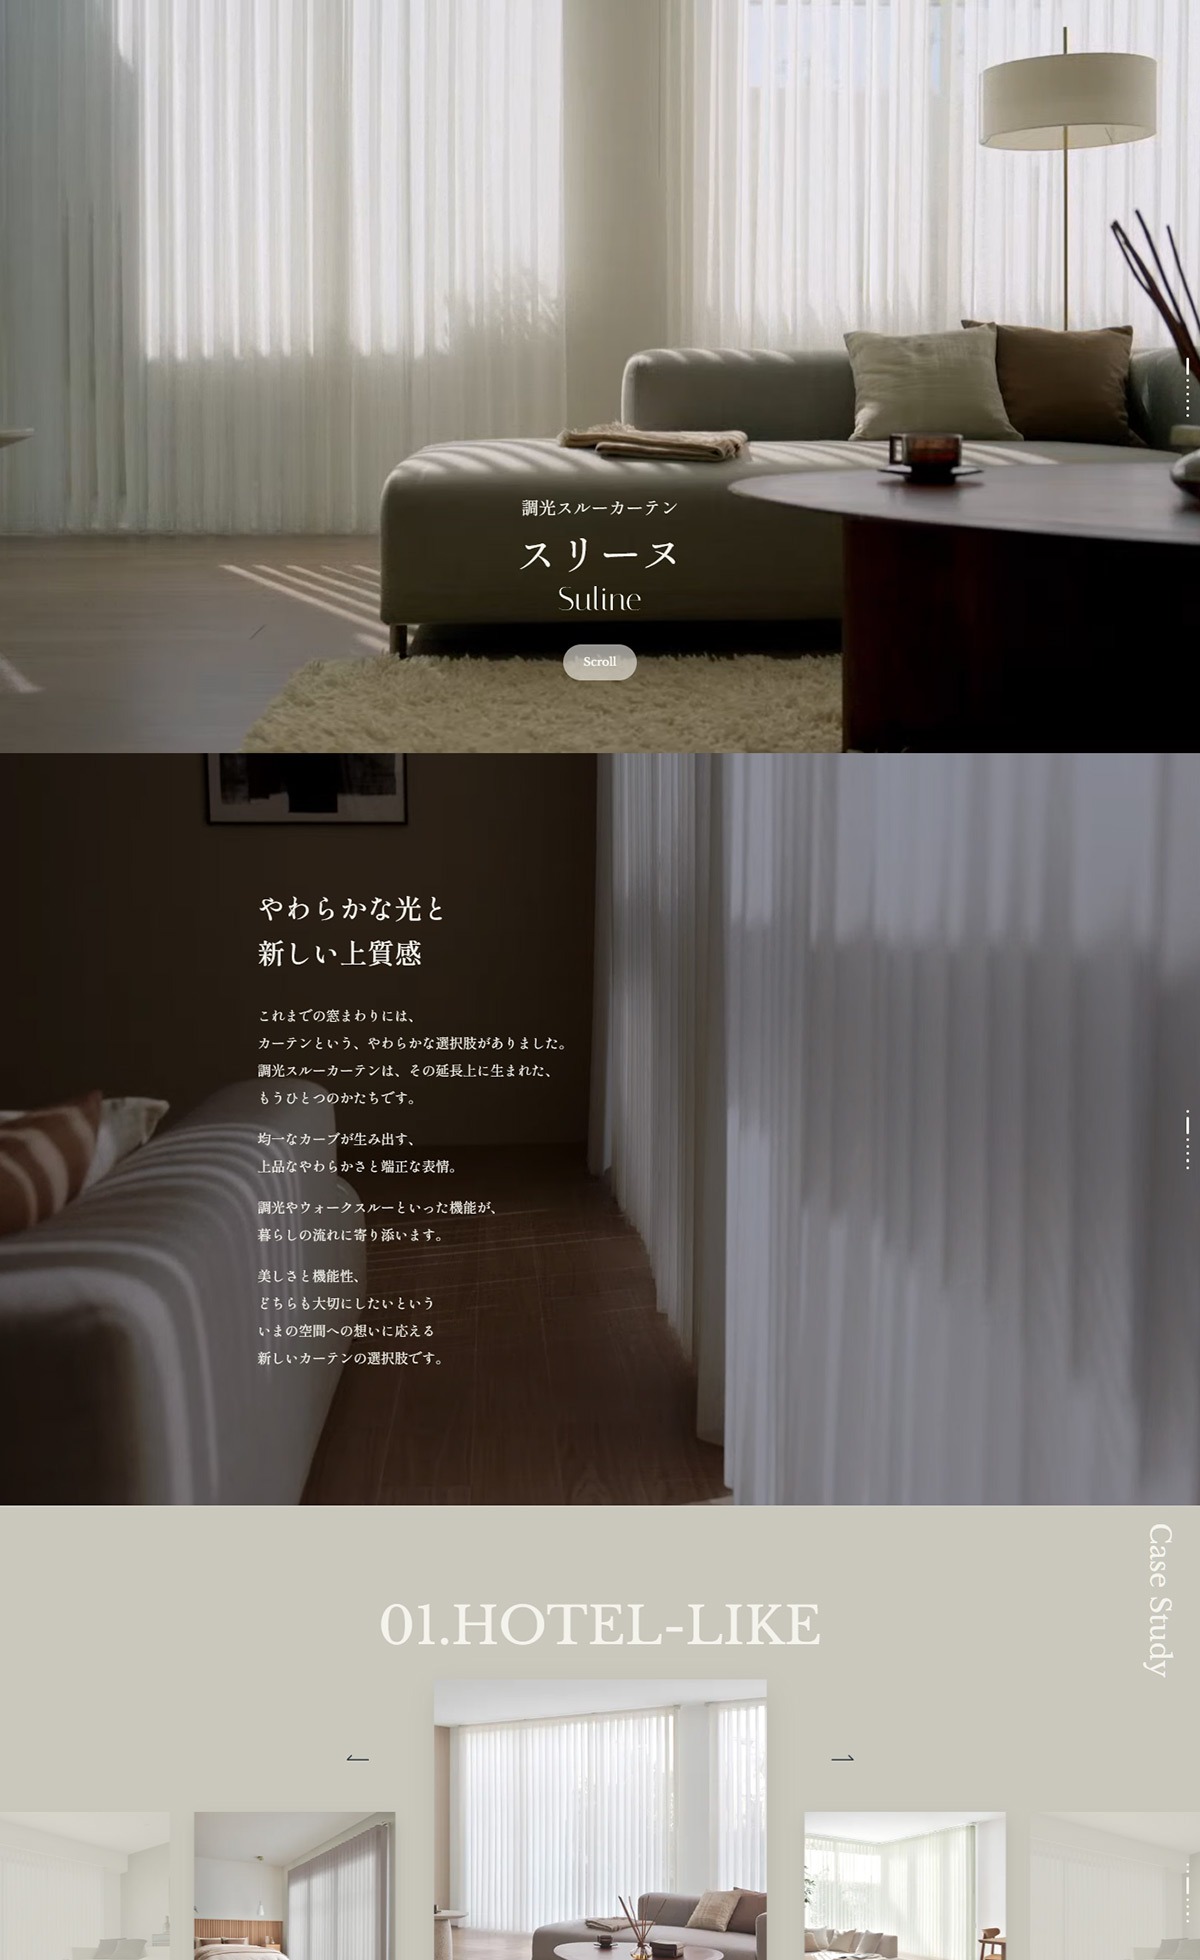 調光スルーカーテン
スリーヌ
Suline
Scroll
やわらかな光と
新しい上質感
これまでの窓まわりには、
カーテンという、やわらかな選択肢がありました。
調光スルーカーテンは、その延長上に生まれた、
もうひとつのかたちです。
均一なカーブが生み出す、
上品なやわらかさと端正な表情。
調光やウォークスルーといった機能が、
暮らしの流れに寄り添います。
美しさと機能性、
どちらも大切にしたいという
いまの空間への想いに応える
新しいカーテンの選択肢です。
Case Study
01.HOTEL-LIKE